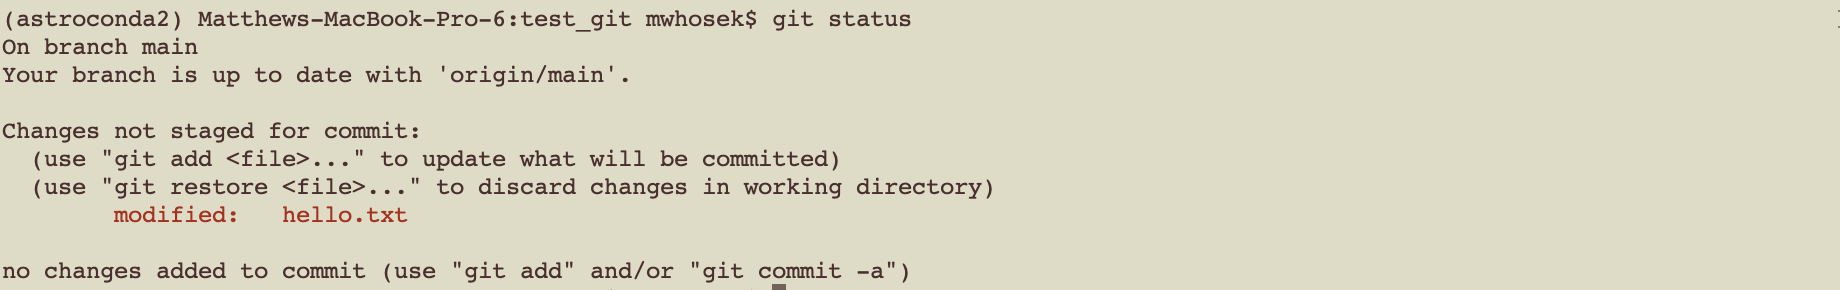 (astroconda2) Matthews-MacBook-Pro-6:test_git mwhosek$ git status
On branch main
Your branch is up to date with 'origin/main'.

Changes not staged for commit:
  (use "git add <file>..." to update what will be committed)
  (use "git restore <file>..." to discard changes in working directory)
        modified:   hello.txt

no changes added to commit (use "git add" and/or "git commit -a")